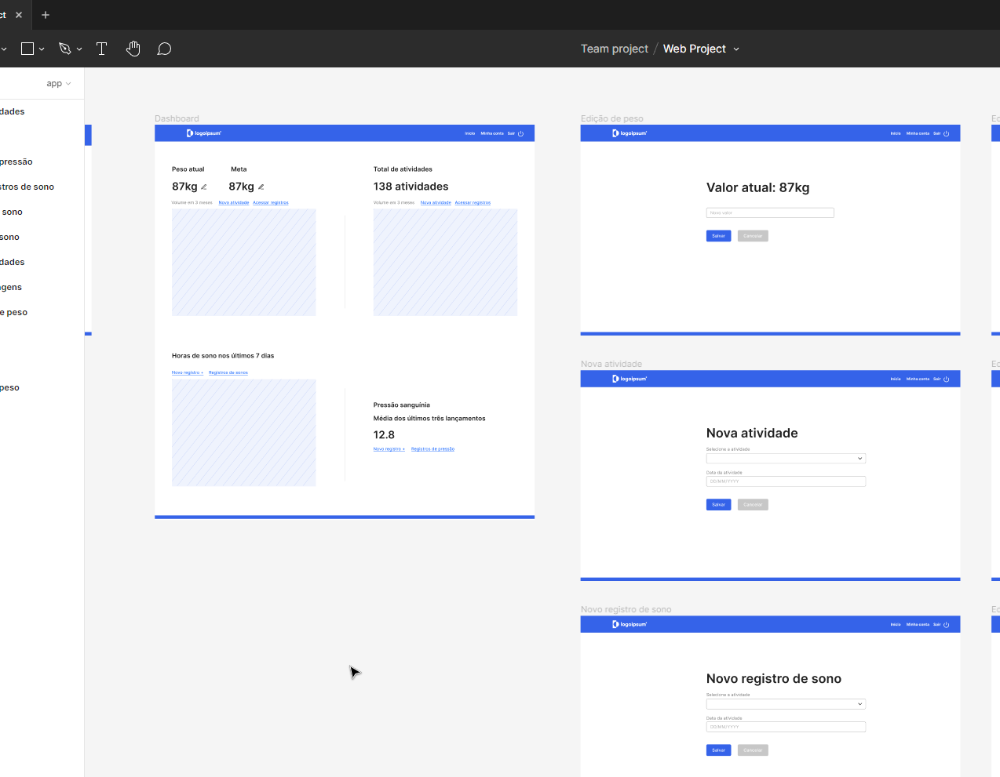 ct
Team project / Web Project
app
dades
pressão
stros de sono
sono
sono
dades
gens
e peso
peso
Dashboard
logoipsum'
Início Minha conta Sair
Peso atual Meta
87kg 87kg
Volume em 3 meses Nova atividade Acessar registros
Total de atividades
138 atividades
Volume em 3 meses Nova atividade Acessar registros
Horas de sono nos últimos 7 dias
Novo registro + Registros de sonos
Pressão sanguínia
Média dos últimos três lançamentos
12.8
Novo registro + Registros de pressão
Edição de peso
logoipsum'
Início Minha conta Sair
Valor atual: 87kg
Novo valor
Salvar Cancelar
Nova atividade
logoipsum'
Início Minha conta Sair
Nova atividade
Selecione a atividade
Data da atividade
DD/MM/YYYY
Salvar Cancelar
Novo registro de sono
logoipsum'
Início Minha conta Sair
Novo registro de sono
Selecione a atividade
Data da atividade
DD/MM/YYYY
Salvar Cancelar
Ec
Ec
Ec